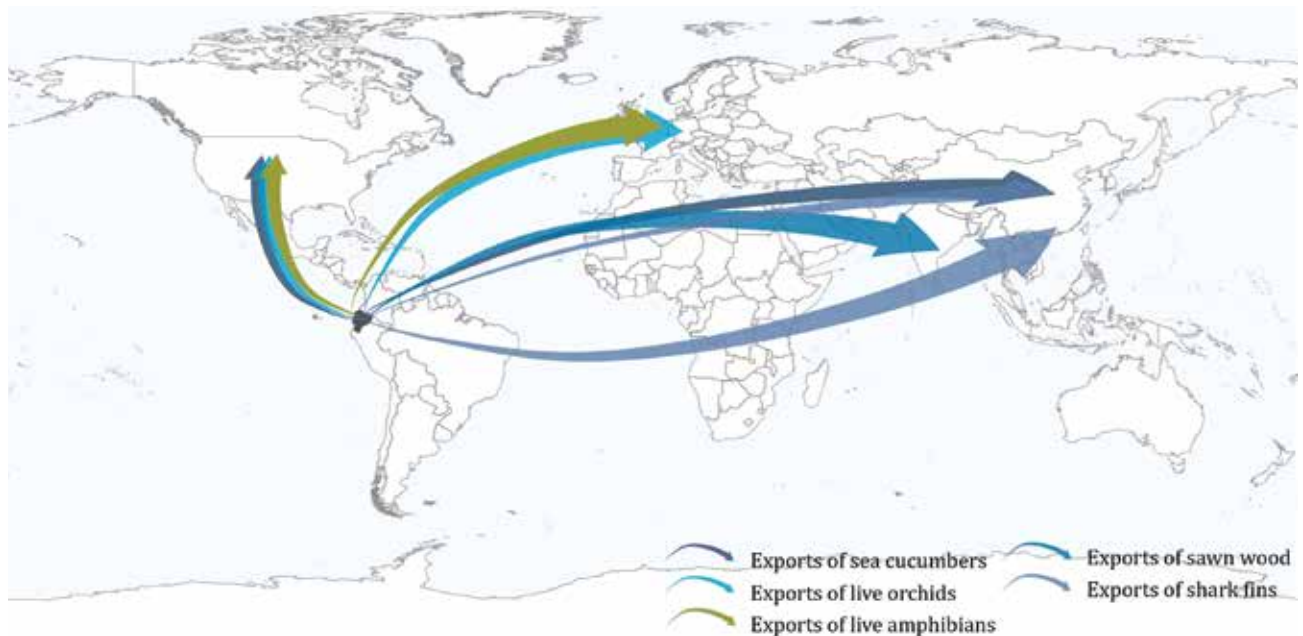 Exports of sea cucumbers
Exports of live orchids
Exports of live amphibians
Exports of sawn wood
Exports of shark fins